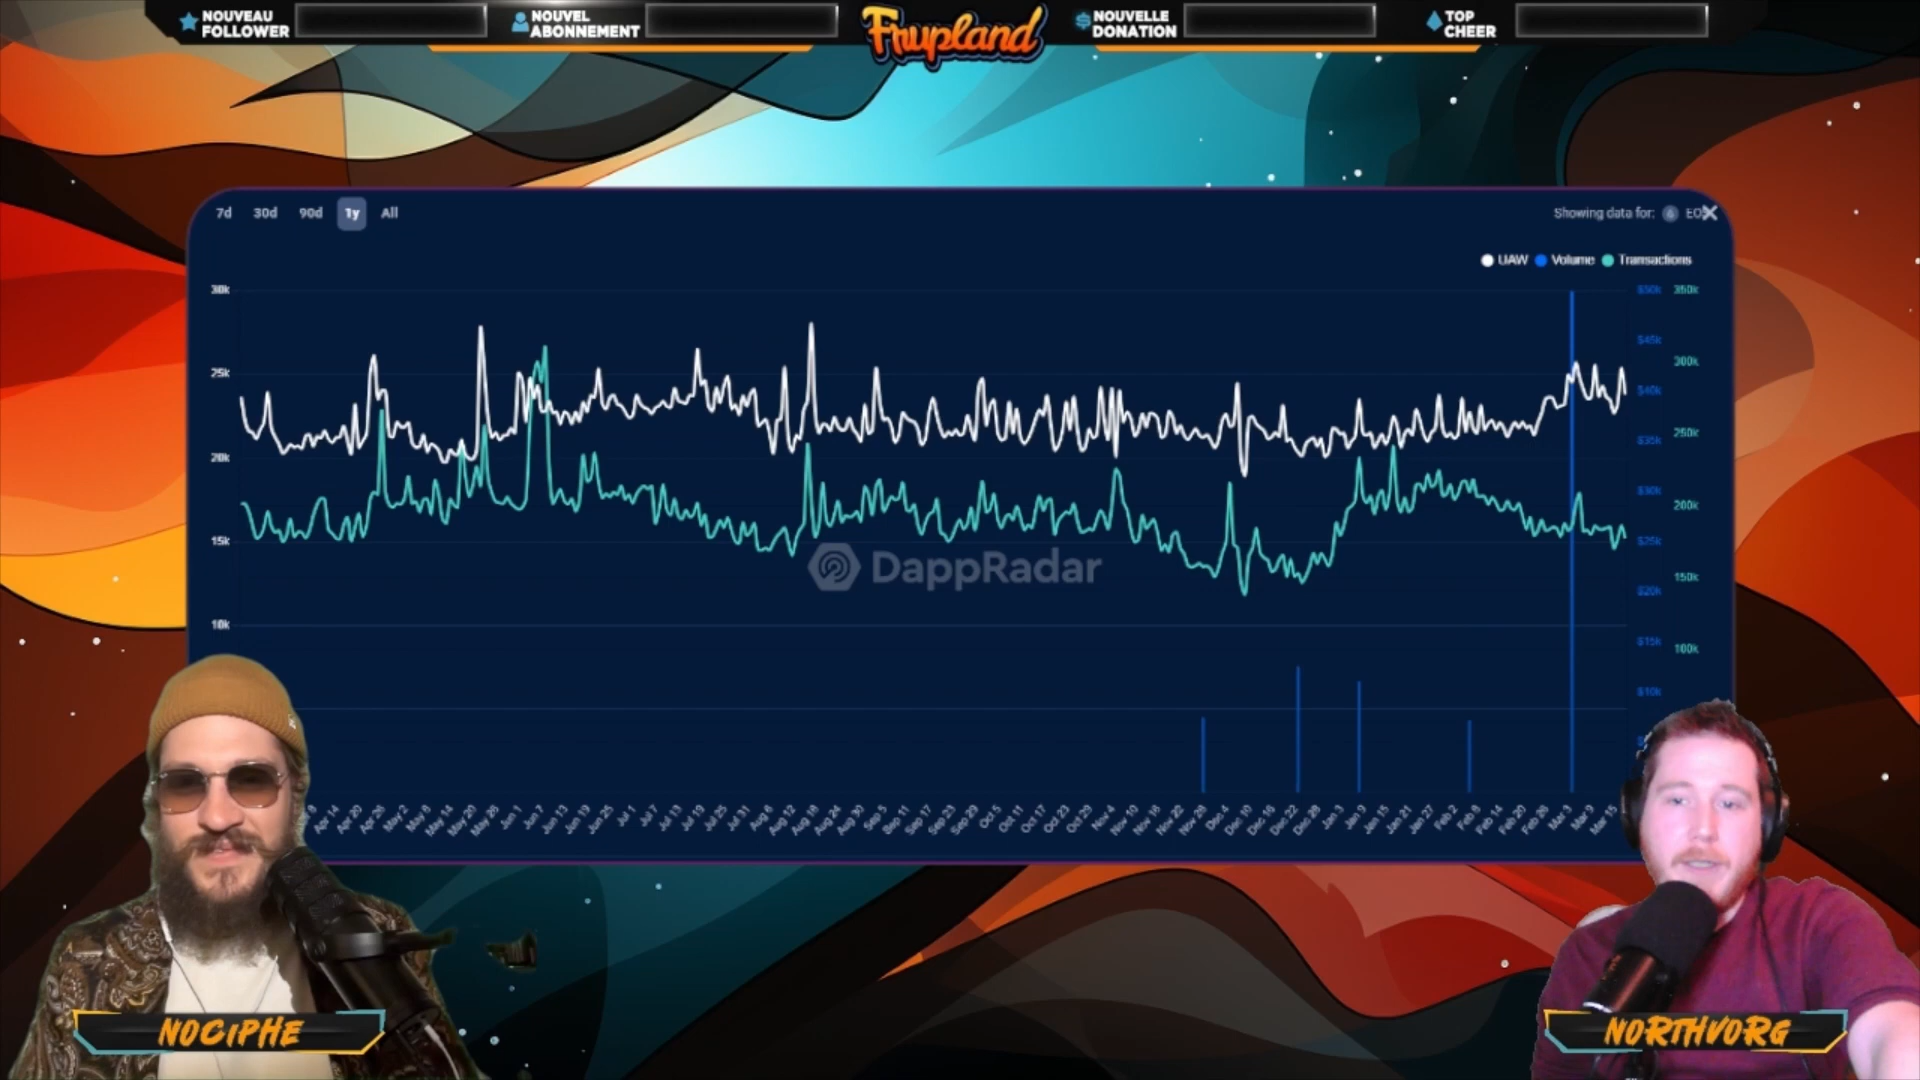 NOUVEAU
FOLLOWER
NOUVEL
ABONNEMENT
Frupland
NOUVELLE
DONATION
TOP
CHEER
7d 30d 90d 1y All
Showing data for: EO
UAW Volume Transactions
30k
25k
20k
15k
10k
$50k
$45k
$40k
$35k
$30k
$25k
$20k
$15k
$10k
350k
300k
250k
200k
150k
100k
DappRadar
Apr 14 Apr 20 Apr 26 May 2 May 8 May 14 May 20 May 26 Jun 1 Jun 7 Jun 13 Jun 19 Jun 25 Jul 1 Jul 7 Jul 13 Jul 19 Jul 25 Jul 31 Aug 6 Aug 12 Aug 18 Aug 24 Aug 30 Sep 5 Sep 11 Sep 17 Sep 23 Sep 29 Oct 5 Oct 11 Oct 17 Oct 23 Oct 29 Nov 4 Nov 10 Nov 16 Nov 22 Nov 28 Dec 4 Dec 10 Dec 16 Dec 22 Dec 28 Jan 3 Jan 9 Jan 15 Jan 21 Jan 27 Feb 2 Feb 8 Feb 14 Feb 20 Feb 26 Mar 3 Mar 9 Mar 15
NOCIPHE
NORTHVORG